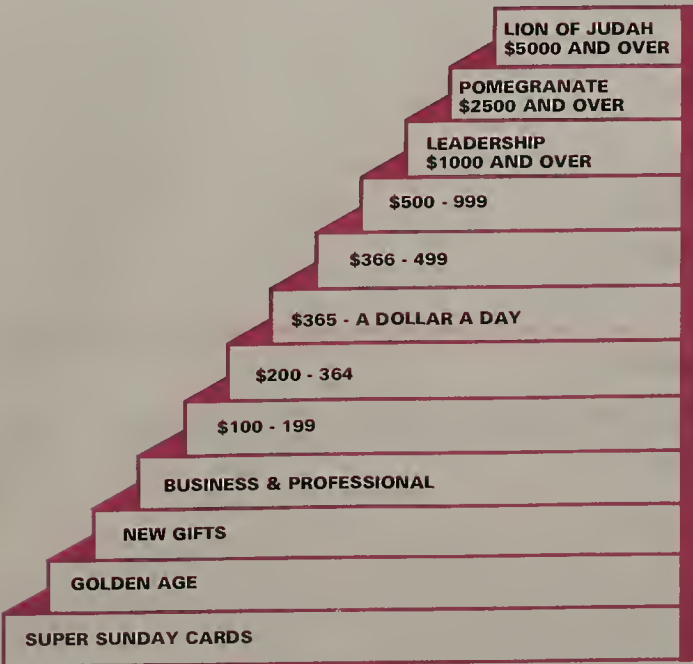 LION OF JUDAH
$5000 AND OVER
POMEGRANATE
$2500 AND OVER
LEADERSHIP
$1000 AND OVER
$500 - 999
$366 - 499
$365 - A DOLLAR A DAY
$200 - 364
$100 - 199
BUSINESS & PROFESSIONAL
NEW GIFTS
GOLDEN AGE
SUPER SUNDAY CARDS